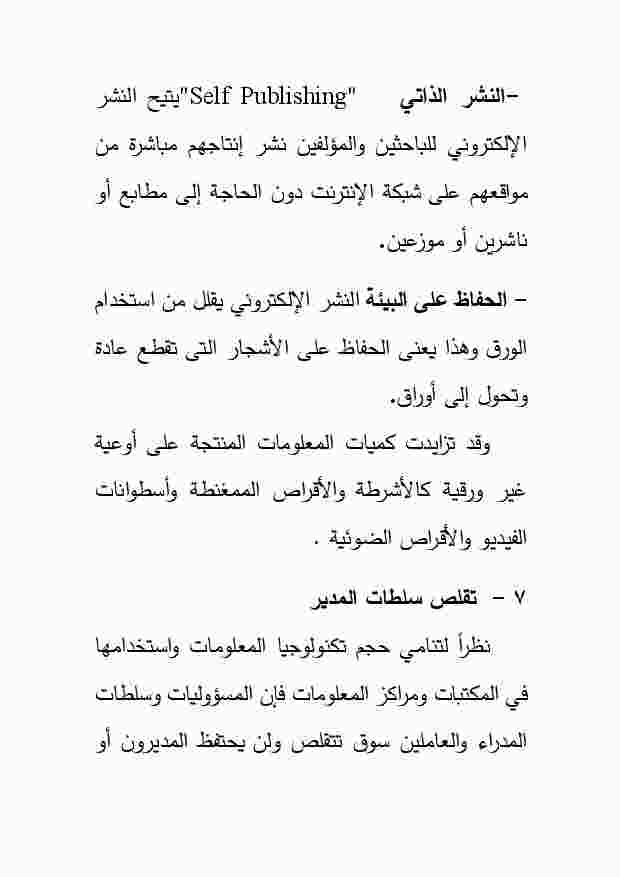 -النشر الذاتي "Self Publishing"يتيح النشر
الإلكتروني للباحثين والمؤلفين نشر إنتاجهم مباشرة من
مواقعهم على شبكة الإنترنت دون الحاجة إلى مطابع أو
ناشرين أو موزعين.
- الحفاظ على البيئة النشر الإلكتروني يقلل من استخدام
الورق وهذا يعنى الحفاظ على الأشجار التى تقطع عادة
وتحول إلى أوراق.
وقد تزايدت كميات المعلومات المنتجة على أوعية
غير ورقية كالأشرطة والأقراص الممغنطة وأسطوانات
الفيديو والأقراص الضوئية .
٧ - تقلص سلطات المدير
نظراً لتنامي حجم تكنولوجيا المعلومات واستخدامها
في المكتبات ومراكز المعلومات فإن المسؤوليات وسلطات
المدراء والعاملين سوق تتقلص ولن يحتفظ المديرون أو